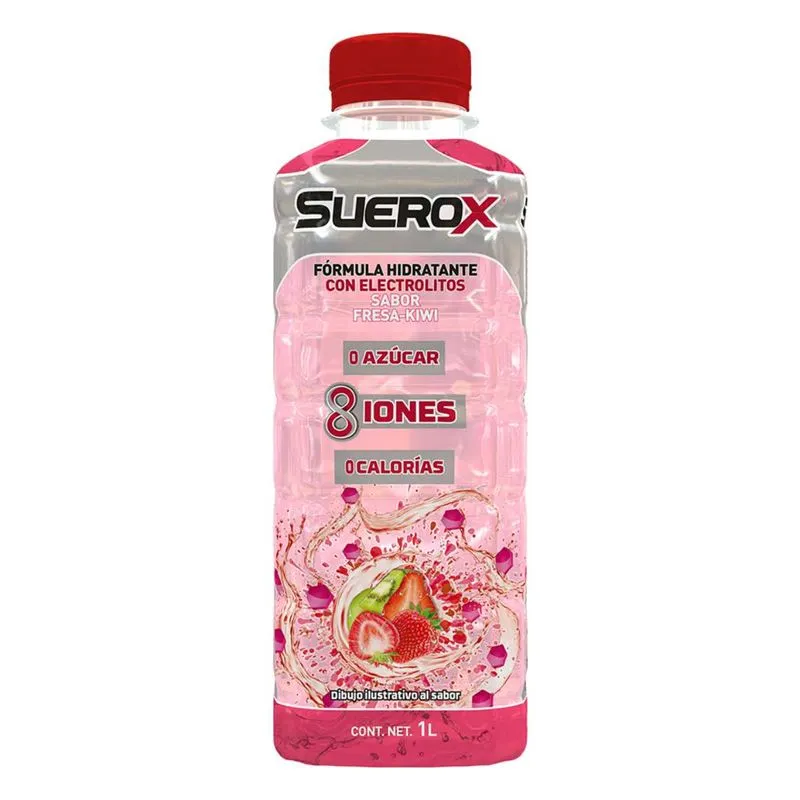 SUEROX
FÓRMULA HIDRATANTE
CON ELECTROLITOS
SABOR
FRESA-KIWI
0 AZÚCAR
8 IONES
0 CALORÍAS
Dibujo ilustrativo al sabor
CONT. NET. 1L